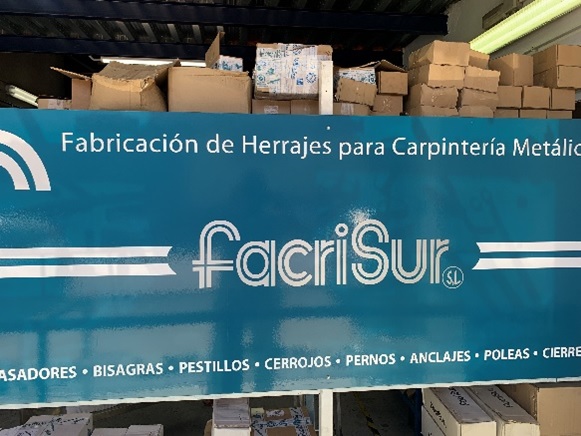 Fabricación de Herrajes para Carpintería Metálic
facriSur S.L.
ASADORES • BISAGRAS • PESTILLOS • CERROJOS • PERNOS • ANCLAJES • POLEAS • CIERRE